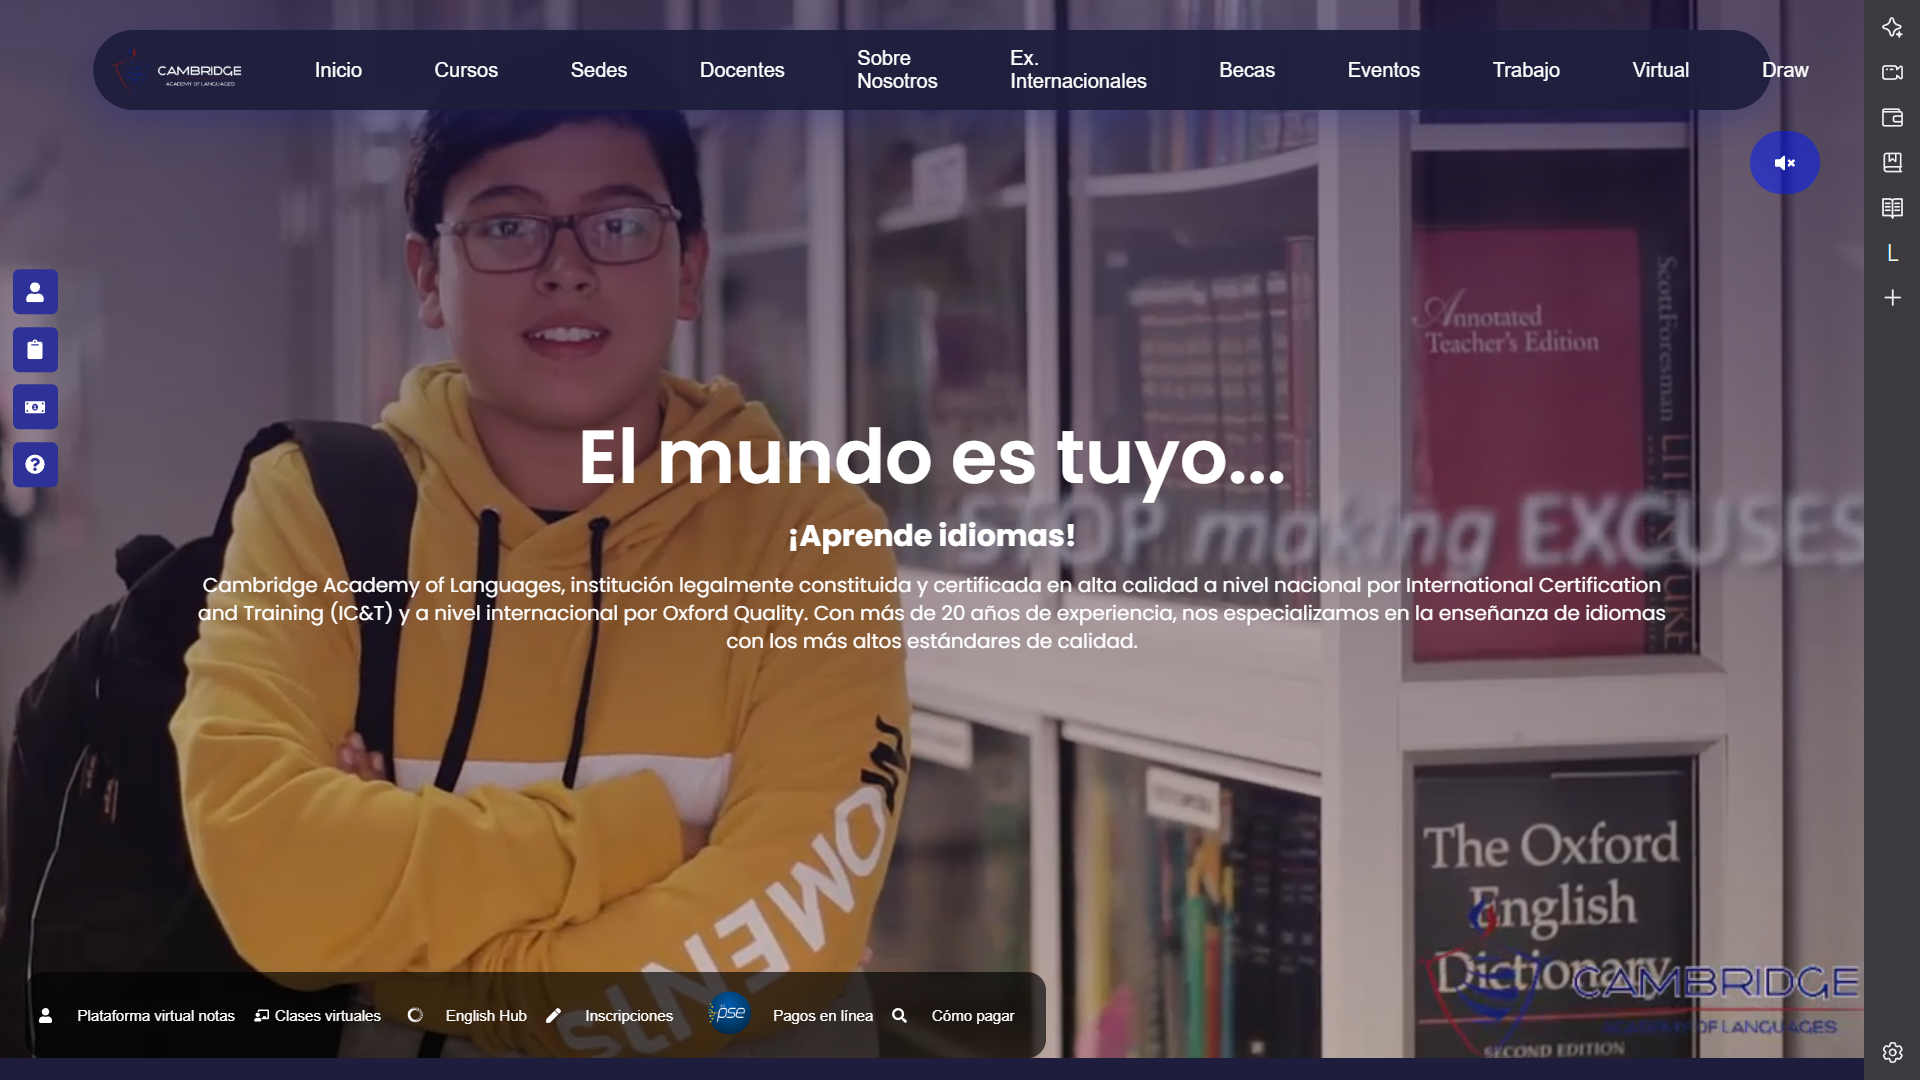 CAMBRIDGE
ACADEMY OF LANGUAGES
Inicio
Cursos
Sedes
Docentes
Sobre
Nosotros
Ex.
Internacionales
Becas
Eventos
Trabajo
Virtual
Draw
L
Annotated
Teacher's Edition
ScottForesman
El mundo es tuyo...
STOP making EXCUSES
¡Aprende idiomas!
Cambridge Academy of Languages, institución legalmente constituida y certificada en alta calidad a nivel nacional por International Certification
and Training (IC&T) y a nivel internacional por Oxford Quality. Con más de 20 años de experiencia, nos especializamos en la enseñanza de idiomas
con los más altos estándares de calidad.
The Oxford
English
Dictionary
SECOND EDITION
CAMBRIDGE
ACADEMY OF LANGUAGES
Plataforma virtual notas
Clases virtuales
English Hub
Inscripciones
pse
Pagos en línea
Cómo pagar